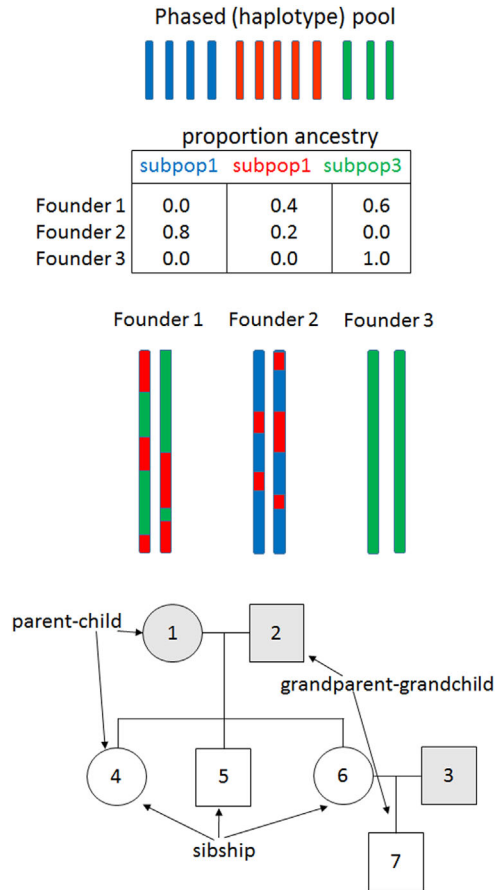 Phased (haplotype) pool
proportion ancestry
subpop1 subpop1 subpop3
Founder 1 0.0 0.4 0.6
Founder 2 0.8 0.2 0.0
Founder 3 0.0 0.0 1.0
Founder 1 Founder 2 Founder 3
parent-child
1 2
grandparent-grandchild
4 5 6 3
sibship
7